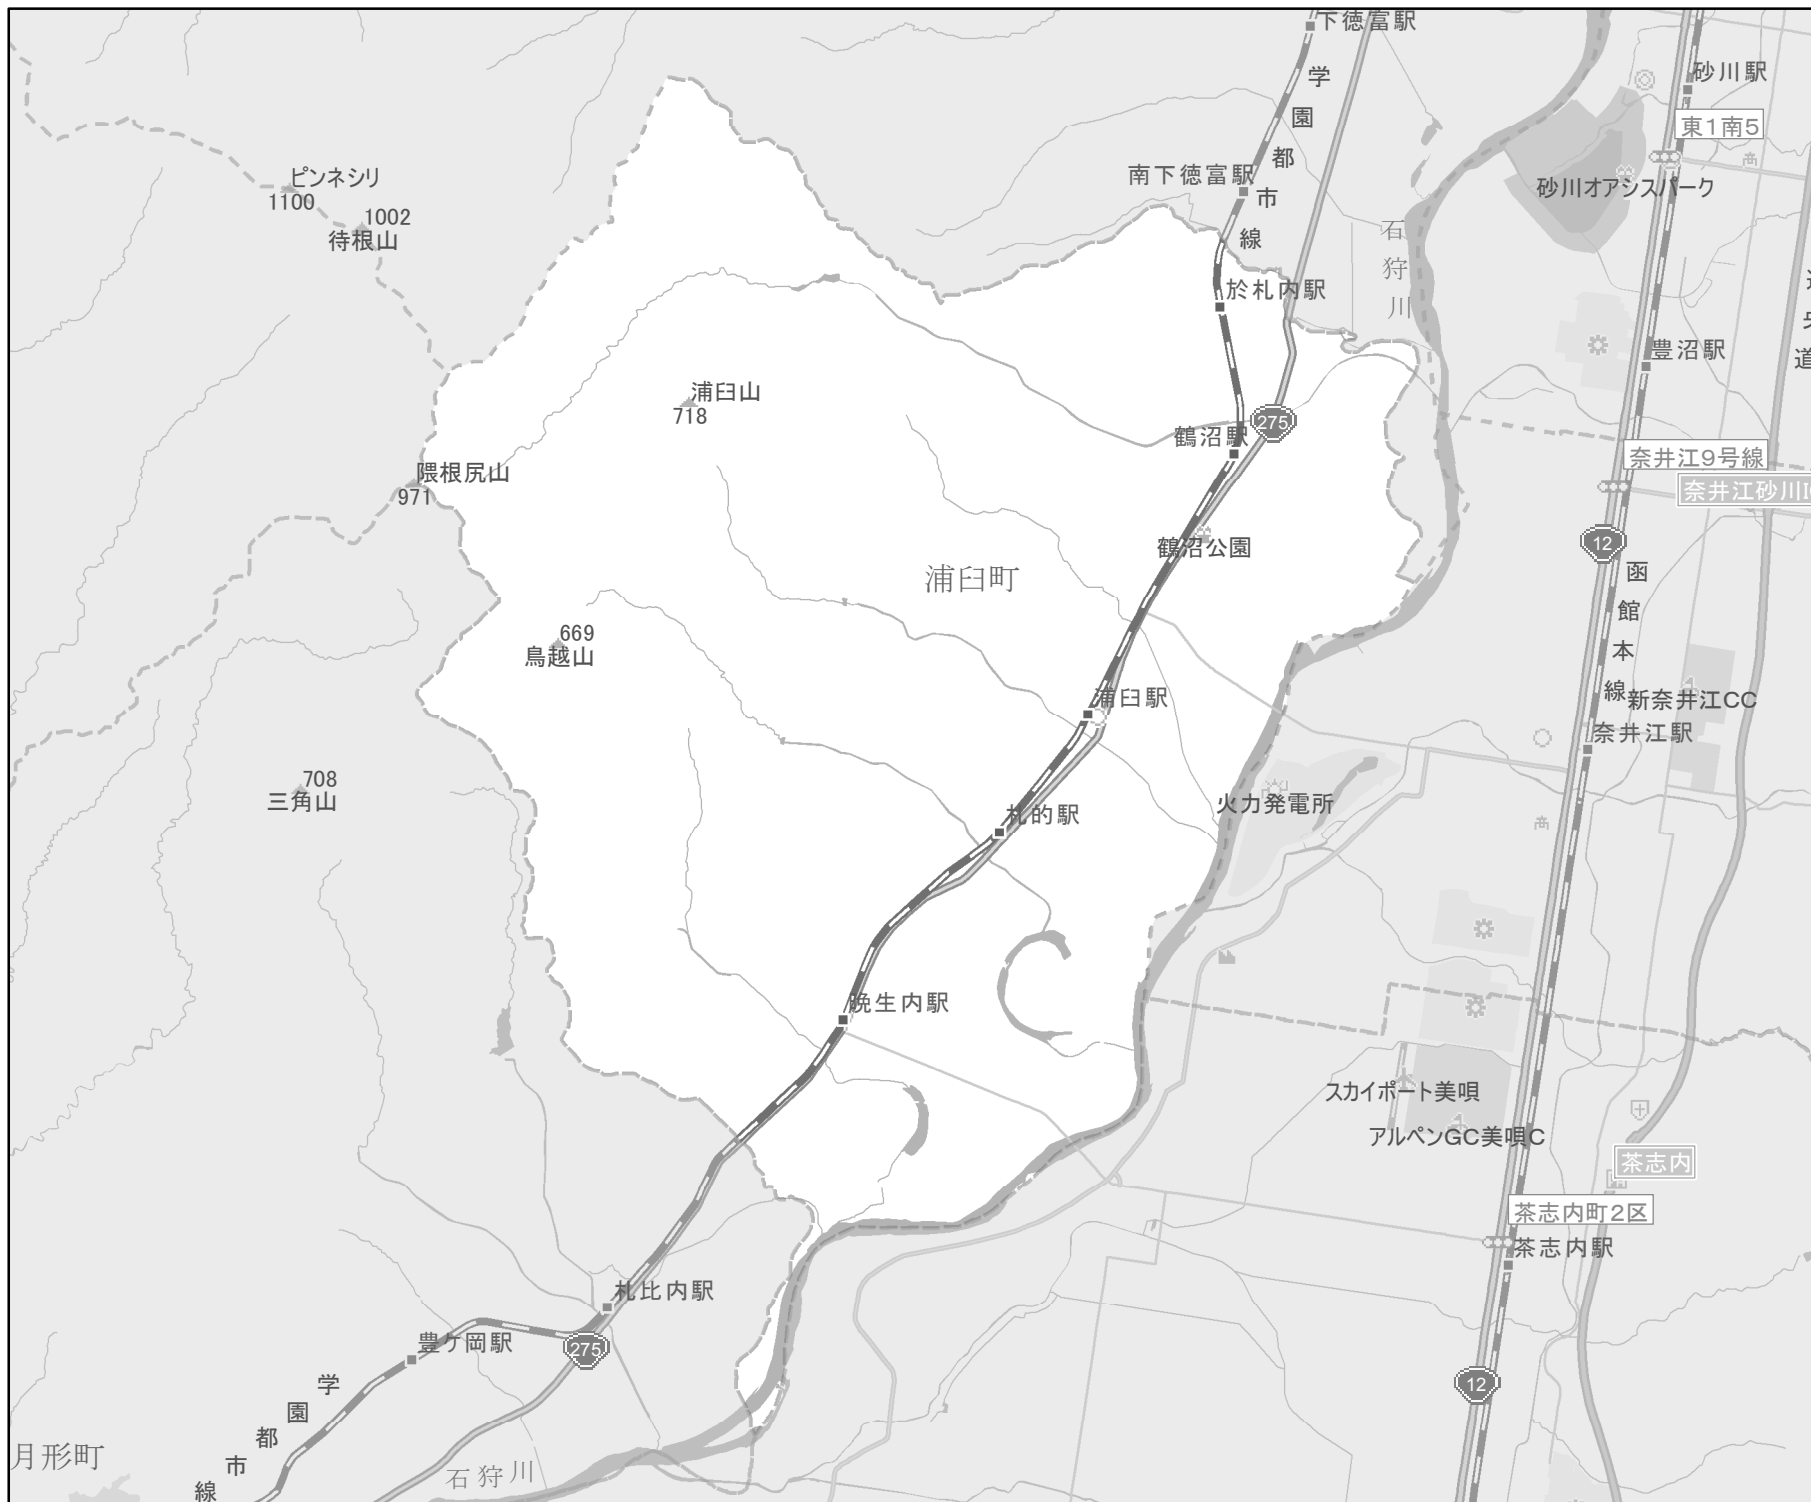 下徳富駅
学園都市線
砂川駅
東1南5
ピンネシリ
1100
1002
待根山
南下徳富駅
砂川オアシスパーク
石狩川
於札内駅
豊沼駅
道
浦臼山
718
275
鶴沼駅
奈井江9号線
隈根尻山
971
奈井江砂川I
12
鶴沼公園
浦臼町
函館本線
669
鳥越山
浦臼駅
新奈井江CC
奈井江駅
708
三角山
火力発電所
札的駅
晩生内駅
スカイポート美唄
アルペンGC美唄C
茶志内
茶志内町2区
茶志内駅
札比内駅
豊ケ岡駅
275
12
学園都市線
月形町
石狩川